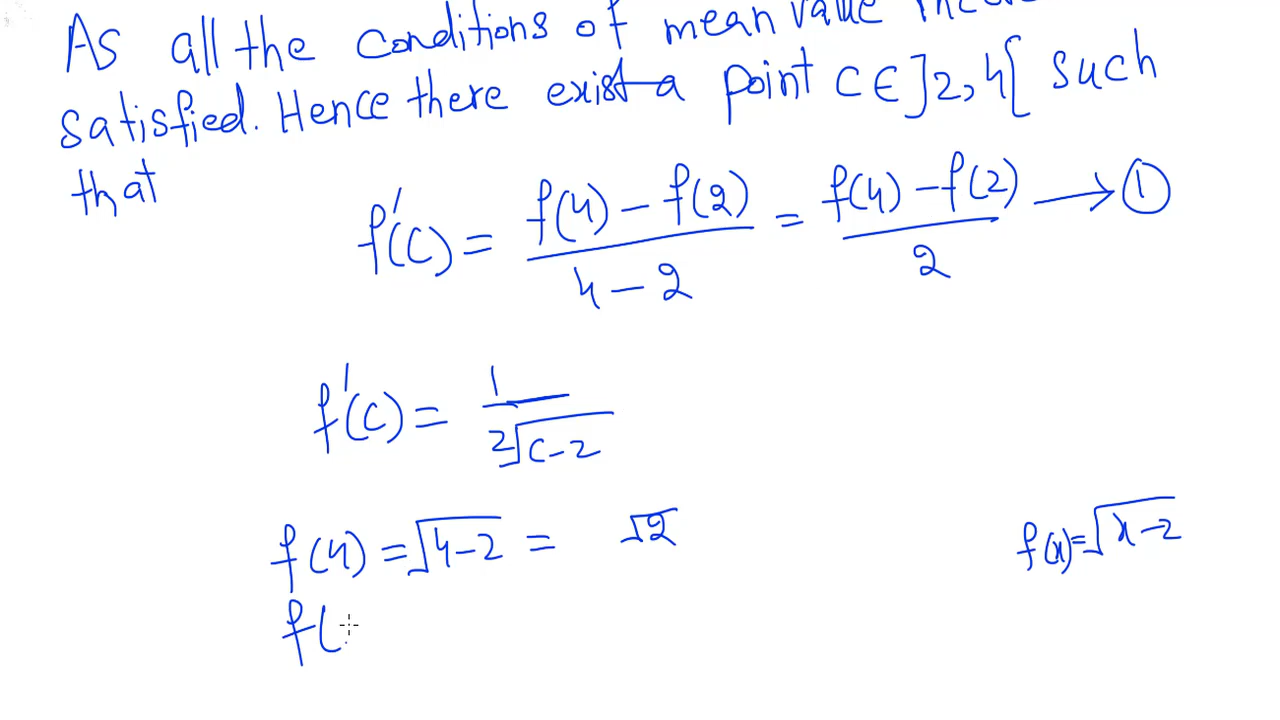 As all the conditions of mean value
satisfied. Hence there exist a point C ∈ ]2, 4[ such
that
f'(c) = f(4) - f(2) / 4 - 2 = f(4) - f(2) / 2 → ①
f'(c) = 1 / 2√c-2
f(4) = √4-2 = √2
f(x) = √x-2
f(